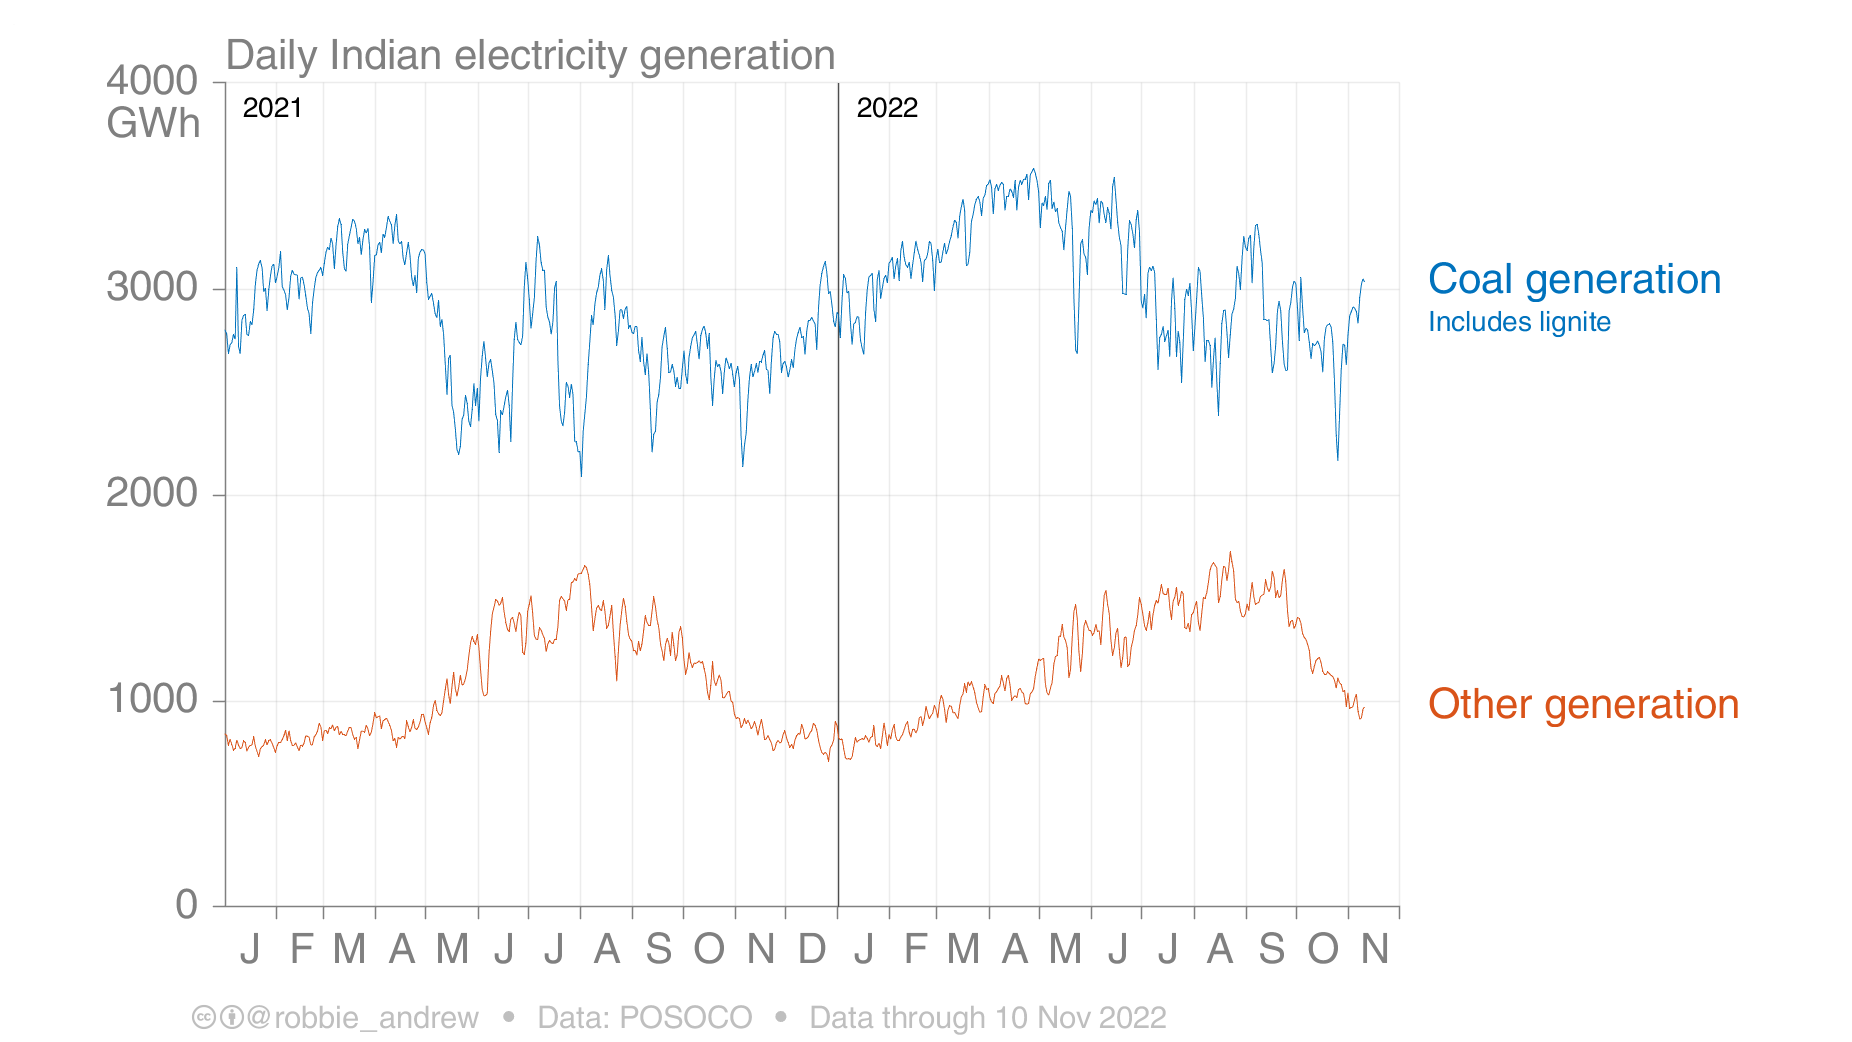 Daily Indian electricity generation
4000
GWh
2021
2022
3000
2000
1000
0
Coal generation
Includes lignite
Other generation
J F M A M J J A S O N D J F M A M J J A S O N
@robbie_andrew • Data: POSOCO • Data through 10 Nov 2022